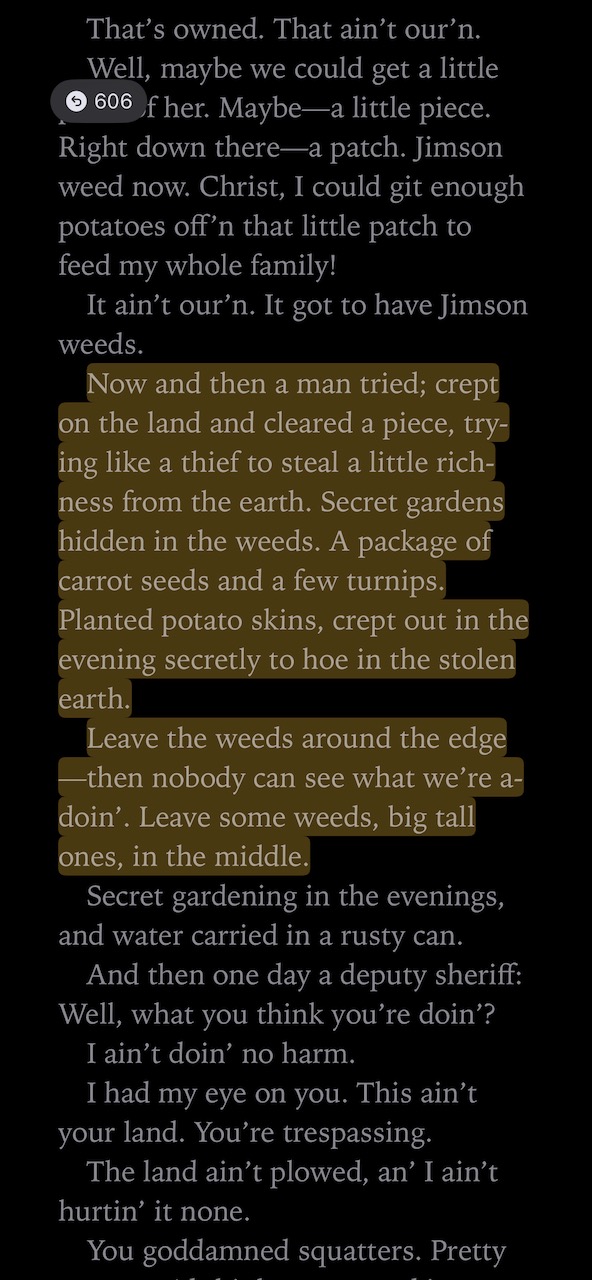 That’s owned. That ain’t our’n.
Well, maybe we could get a little
606
of her. Maybe—a little piece.
Right down there—a patch. Jimson
weed now. Christ, I could git enough
potatoes off’n that little patch to
feed my whole family!
It ain’t our’n. It got to have Jimson
weeds.
Now and then a man tried; crept
on the land and cleared a piece, try-
ing like a thief to steal a little rich-
ness from the earth. Secret gardens
hidden in the weeds. A package of
carrot seeds and a few turnips.
Planted potato skins, crept out in the
evening secretly to hoe in the stolen
earth.
Leave the weeds around the edge
—then nobody can see what we’re a-
doin’. Leave some weeds, big tall
ones, in the middle.
Secret gardening in the evenings,
and water carried in a rusty can.
And then one day a deputy sheriff:
Well, what you think you’re doin’?
I ain’t doin’ no harm.
I had my eye on you. This ain’t
your land. You’re trespassing.
The land ain’t plowed, an’ I ain’t
hurtin’ it none.
You goddamned squatters. Pretty